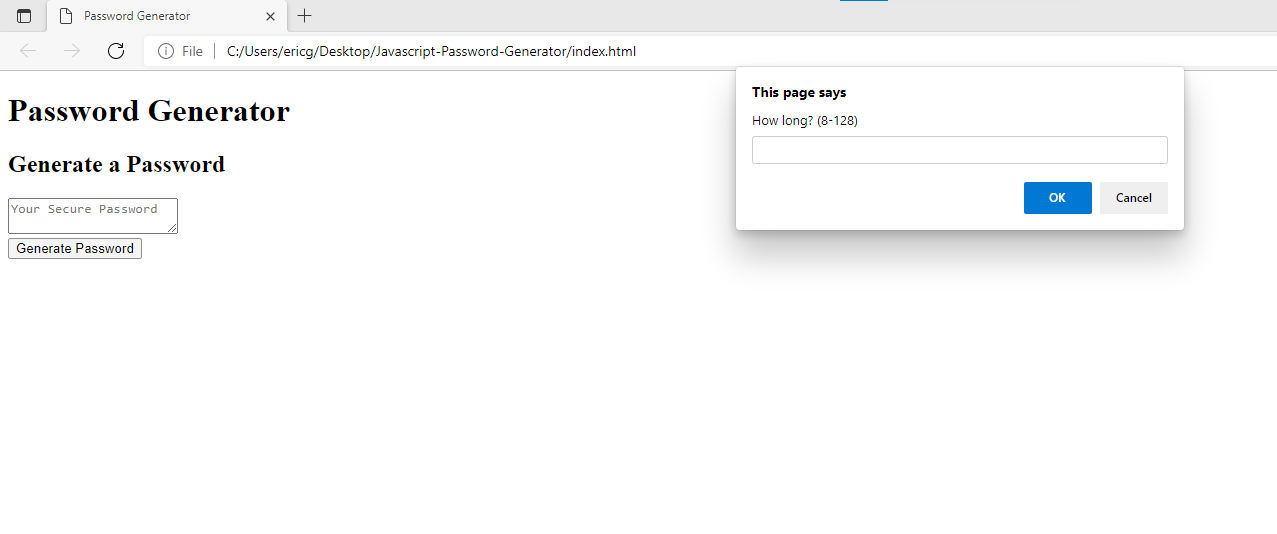 Password Generator
File
C:/Users/ericg/Desktop/Javascript-Password-Generator/index.html
This page says
How long? (8-128)
OK
Cancel
Password Generator
Generate a Password
Your Secure Password
Generate Password